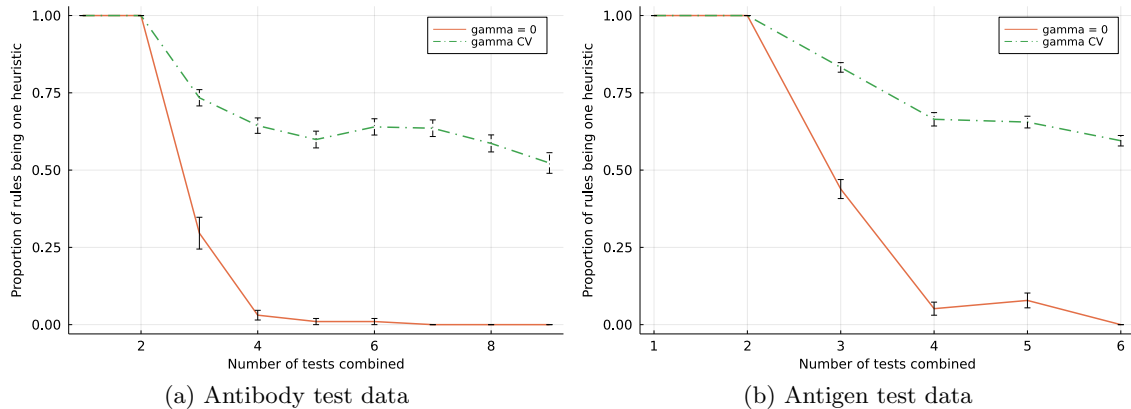 1.00
0.75
0.50
0.25
0.00
Proportion of rules being one heuristic
gamma = 0
gamma CV
2
4
6
8
Number of tests combined
(a) Antibody test data
1.00
0.75
0.50
0.25
0.00
Proportion of rules being one heuristic
gamma = 0
gamma CV
1
2
3
4
5
6
Number of tests combined
(b) Antigen test data